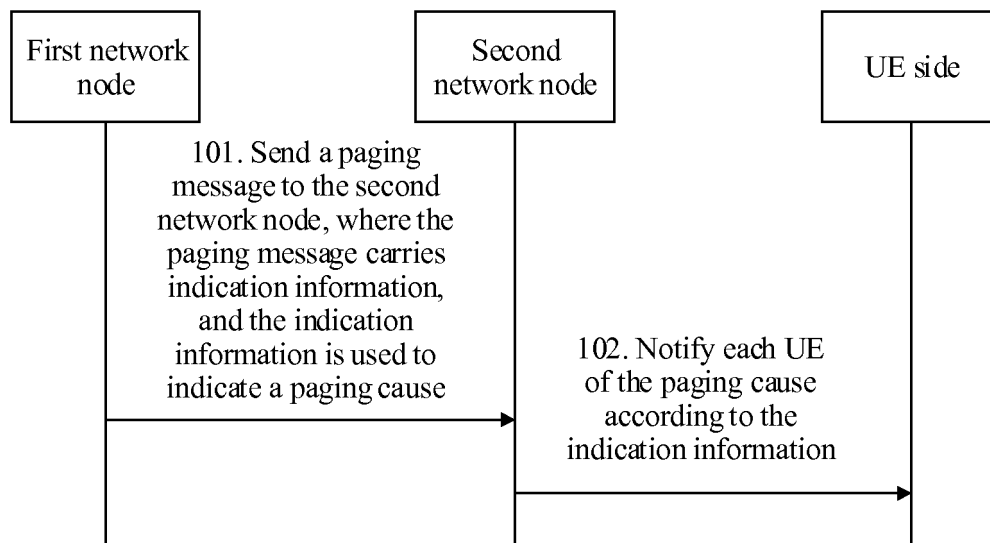 First network
node
Second
network node
UE side
101. Send a paging
message to the second
network node, where the
paging message carries
indication information,
and the indication
information is used to
indicate a paging cause
102. Notify each UE
of the paging cause
according to the
indication information